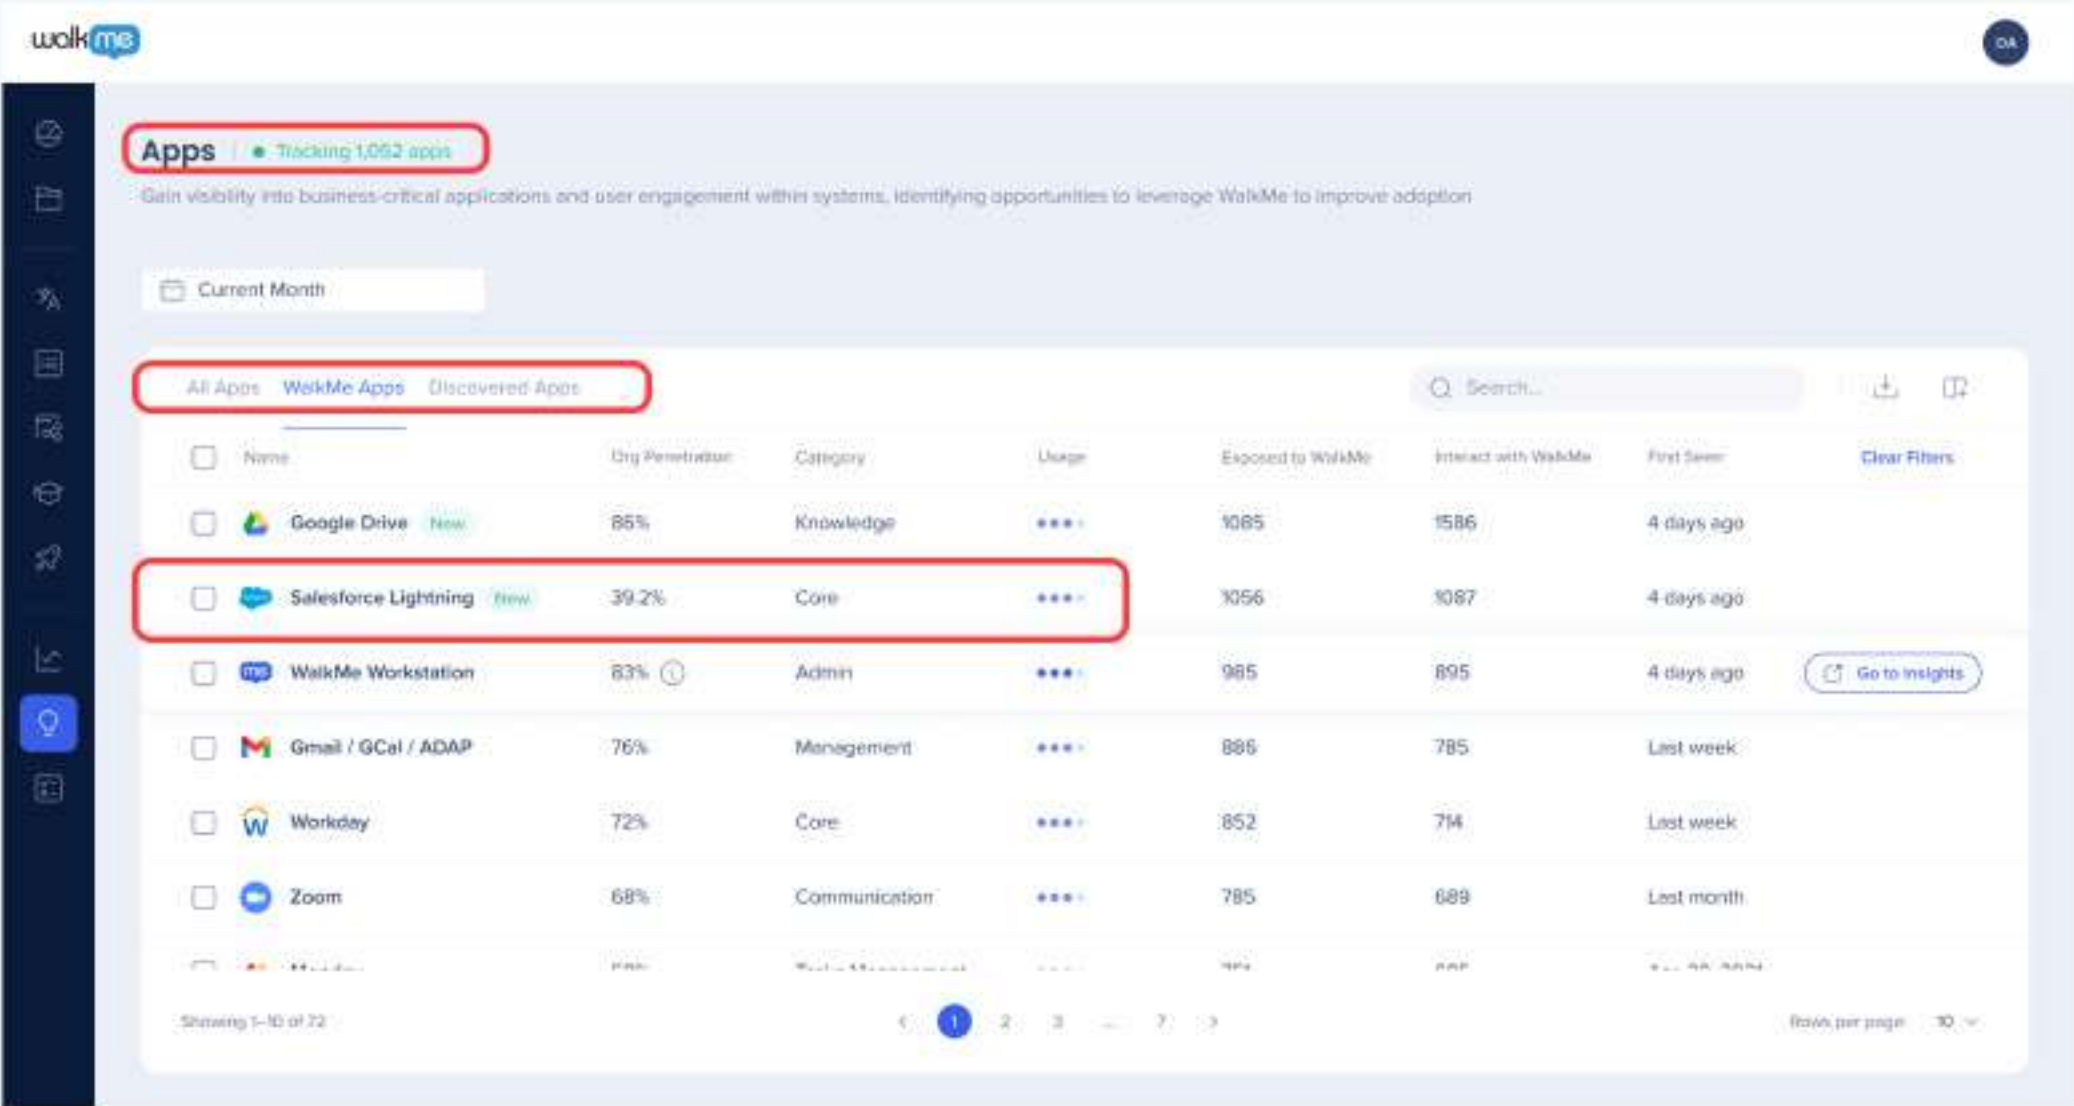 walkme
OA
Apps Tracking 1,052 apps
Gain visibility into business-critical applications and user engagement within systems, identifying opportunities to leverage WalkMe to improve adoption
Current Month
All Apps WalkMe Apps Discovered Apps Search...
Name Org Penetration Category Usage Exposed to WalkMe Interact with WalkMe First Seen Clear Filters
Google Drive New 86% Knowledge 1085 1586 4 days ago
Salesforce Lightning New 39.2% Core 1056 1087 4 days ago
me WalkMe Workstation 83% Admin 985 895 4 days ago Go to Insights
Gmail / GCal / ADAP 76% Management 886 785 Last week
Workday 72% Core 852 714 Last week
Zoom 68% Communication 785 689 Last month
Monday Tasks Management
Showing 1–10 of 72 1 2 3 ... 7 Rows per page 10